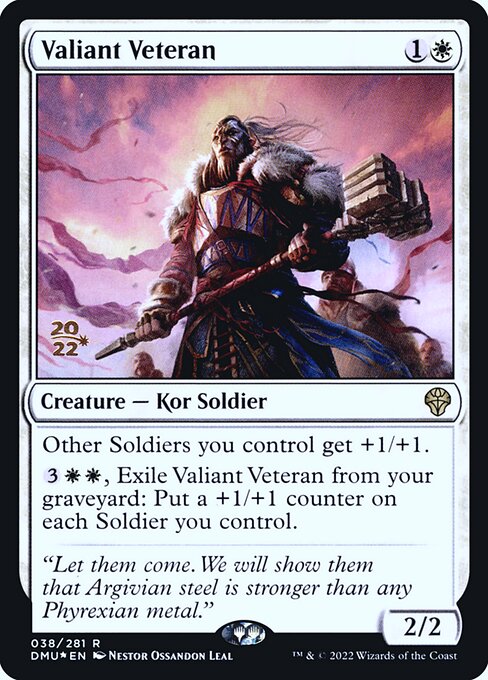 Valiant Veteran 1
20
22
Creature — Kor Soldier
Other Soldiers you control get +1/+1.
3, Exile Valiant Veteran from your
graveyard: Put a +1/+1 counter on
each Soldier you control.
“Let them come. We will show them
that Argivian steel is stronger than any
Phyrexian metal.”
2/2
038/281 R
DMU★EN Nestor Ossandon Leal
™ & © 2022 Wizards of the Coast